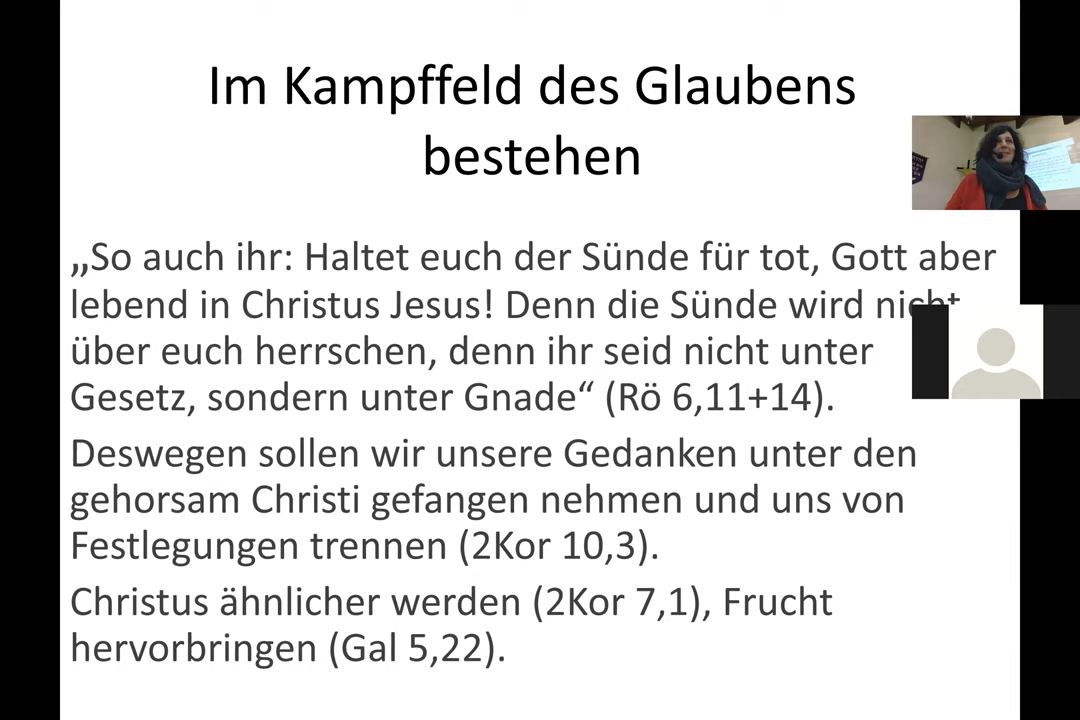 Im Kampffeld des Glaubens
bestehen
„So auch ihr: Haltet euch der Sünde für tot, Gott aber
lebend in Christus Jesus! Denn die Sünde wird nicht
über euch herrschen, denn ihr seid nicht unter
Gesetz, sondern unter Gnade“ (Rö 6,11+14).
Deswegen sollen wir unsere Gedanken unter den
gehorsam Christi gefangen nehmen und uns von
Festlegungen trennen (2Kor 10,3).
Christus ähnlicher werden (2Kor 7,1), Frucht
hervorbringen (Gal 5,22).